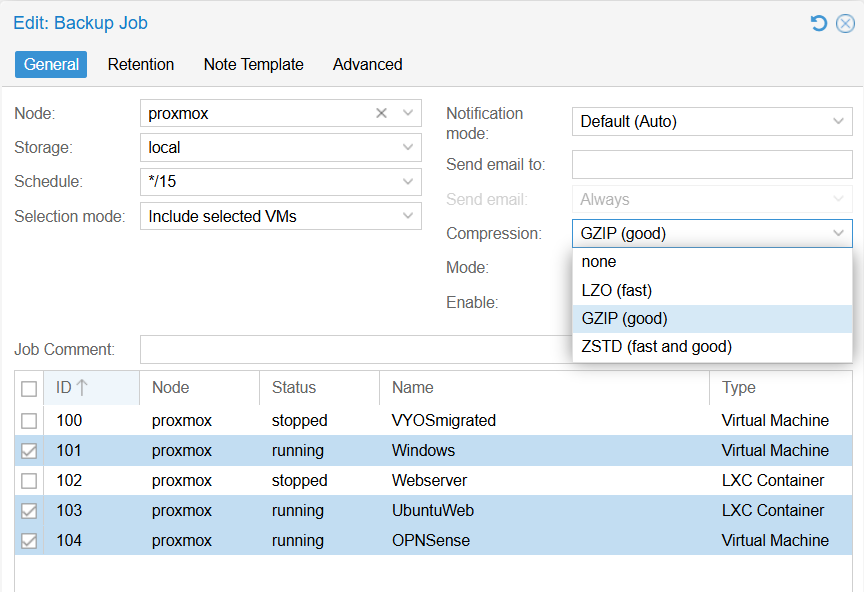 Edit: Backup Job
General Retention Note Template Advanced
Node: proxmox
Storage: local
Schedule: */15
Selection mode: Include selected VMs
Notification mode: Default (Auto)
Send email to:
Send email: Always
Compression: GZIP (good)
none
LZO (fast)
GZIP (good)
ZSTD (fast and good)
Mode:
Enable:
Job Comment:
ID Node Status Name Type
100 proxmox stopped VYOSmigrated Virtual Machine
101 proxmox running Windows Virtual Machine
102 proxmox stopped Webserver LXC Container
103 proxmox running UbuntuWeb LXC Container
104 proxmox running OPNSense Virtual Machine